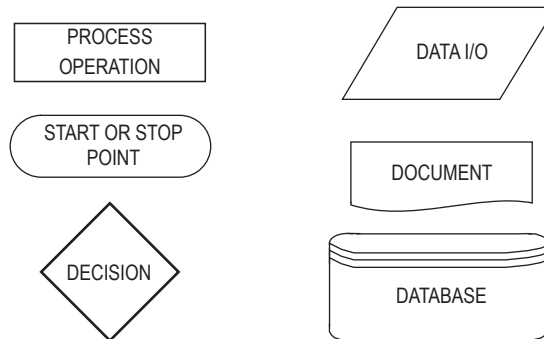 PROCESS
OPERATION
DATA I/O
START OR STOP
POINT
DOCUMENT
DECISION
DATABASE